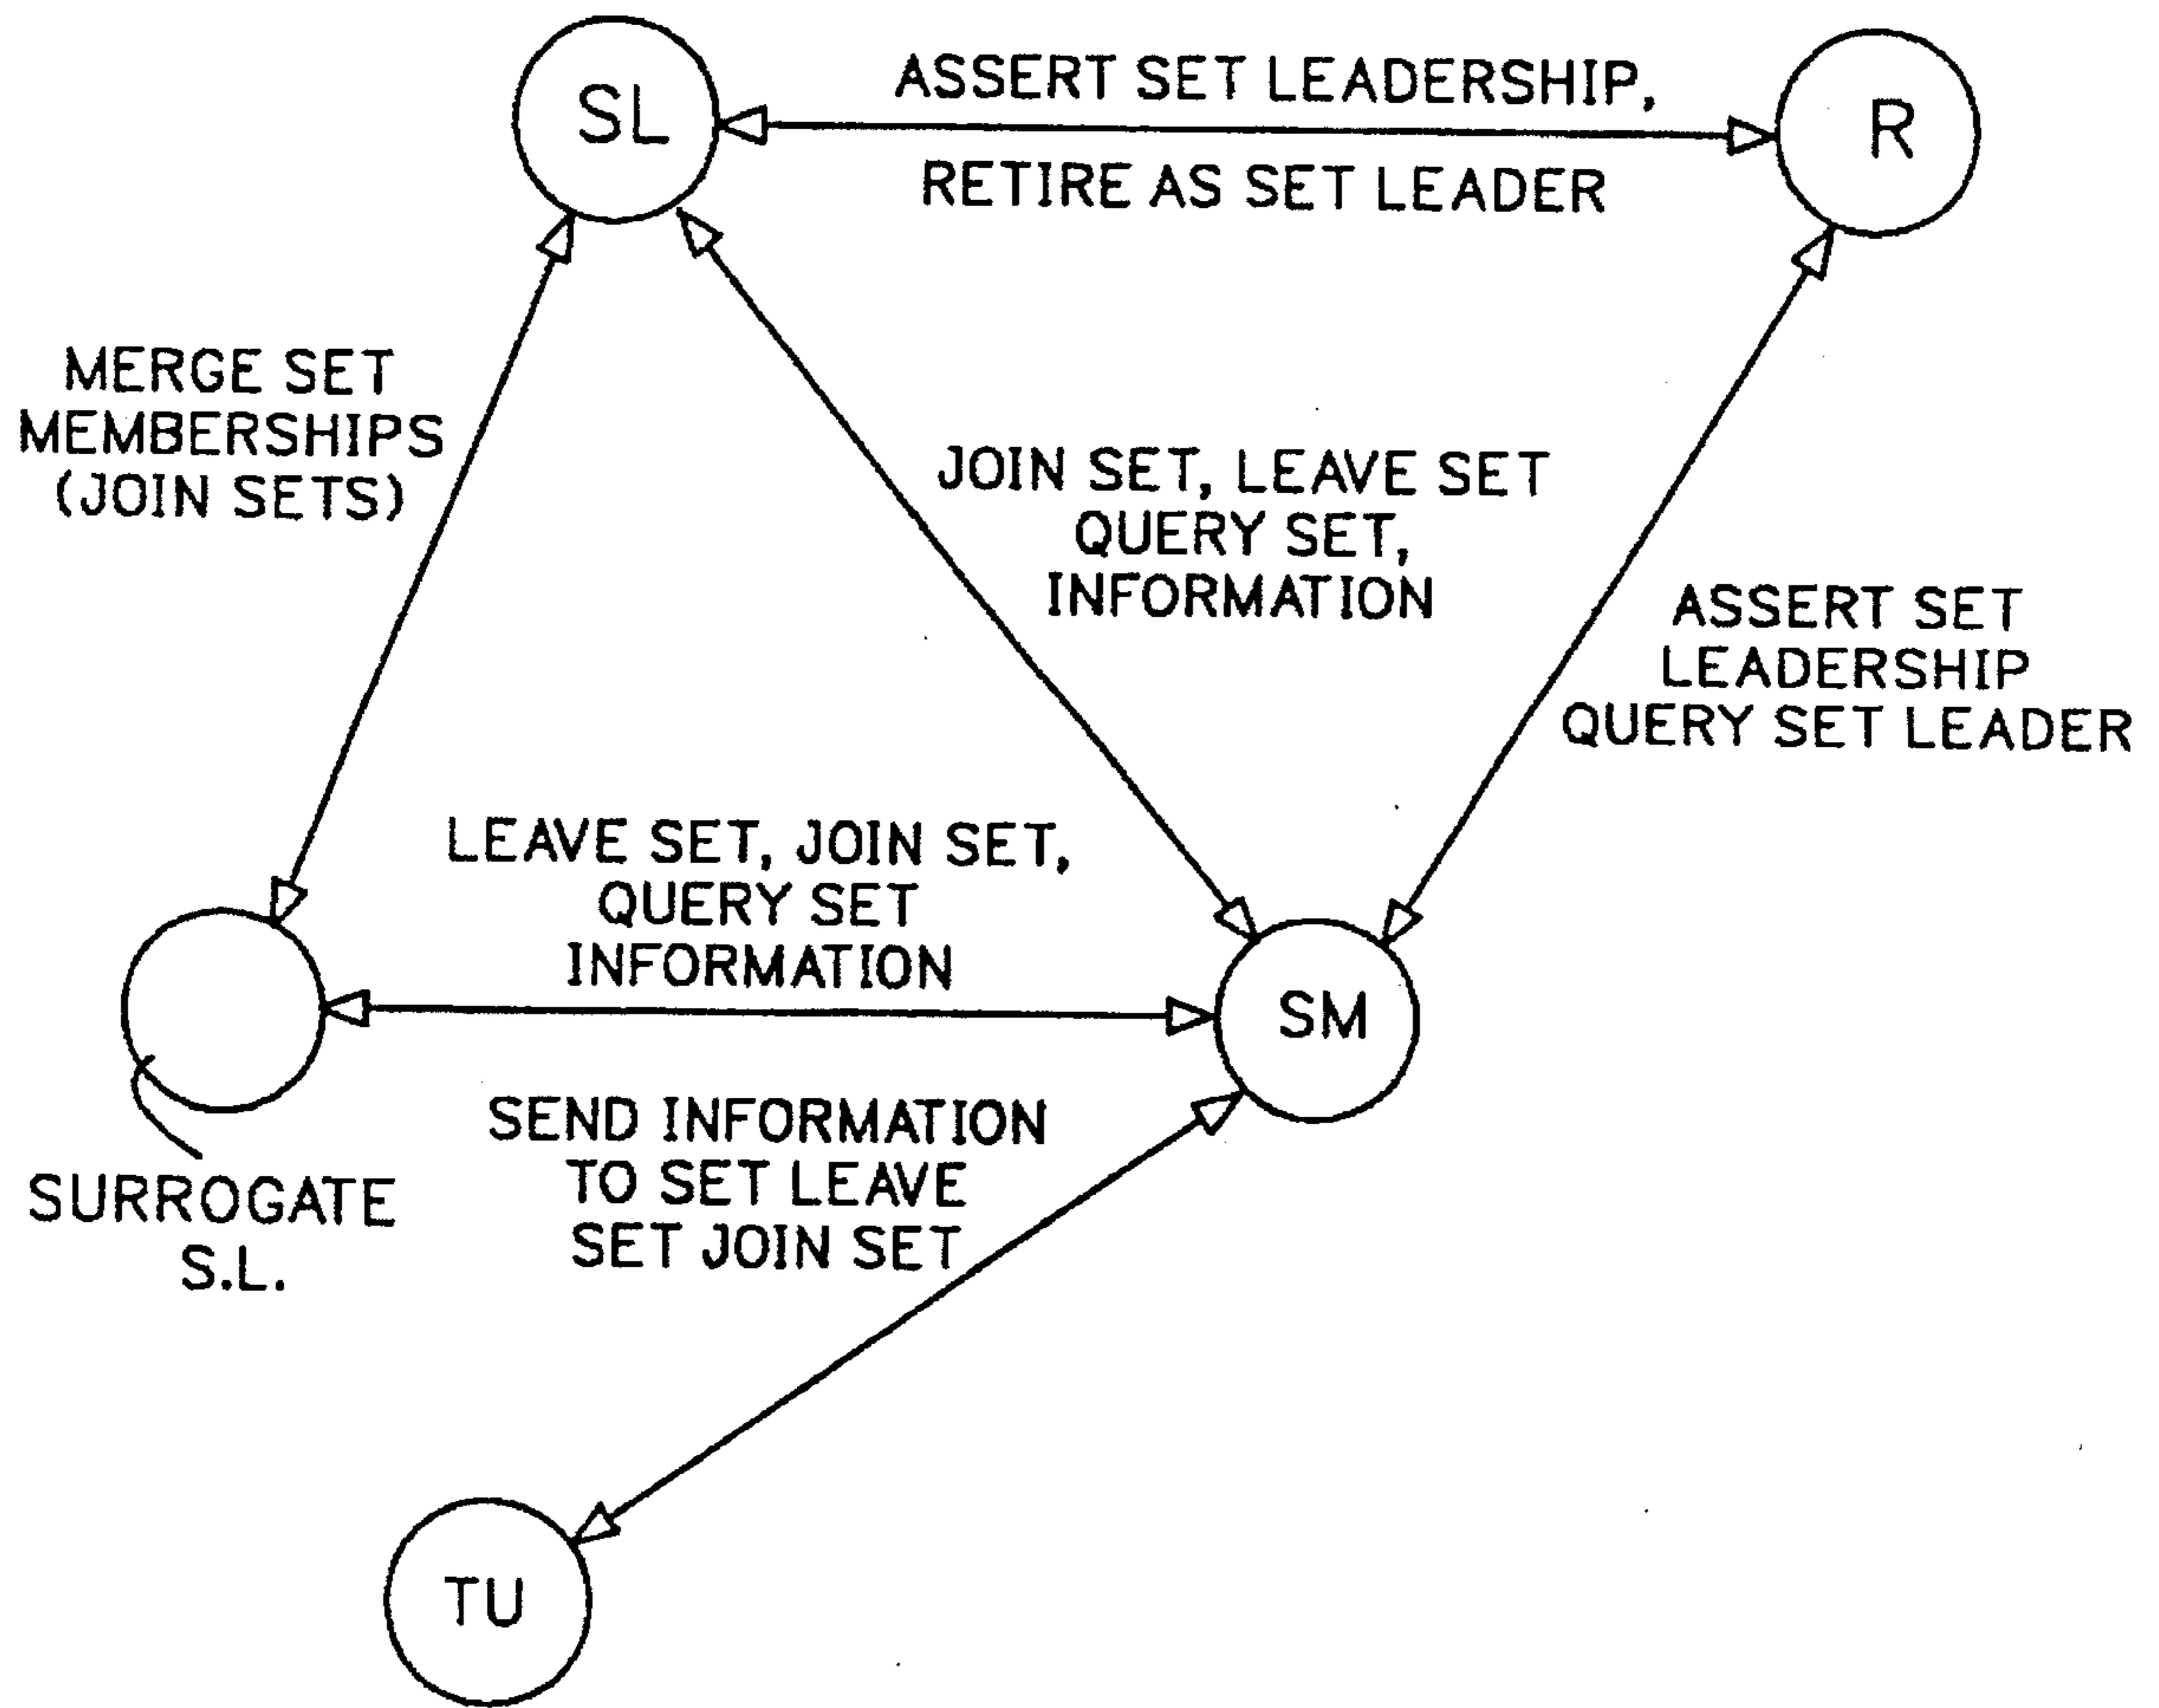 SL
ASSERT SET LEADERSHIP,
RETIRE AS SET LEADER
R
MERGE SET
MEMBERSHIPS
(JOIN SETS)
JOIN SET, LEAVE SET
QUERY SET,
INFORMATION
ASSERT SET
LEADERSHIP
QUERY SET LEADER
LEAVE SET, JOIN SET,
QUERY SET
INFORMATION
SM
SURROGATE
S.L.
SEND INFORMATION
TO SET LEAVE
SET JOIN SET
TU